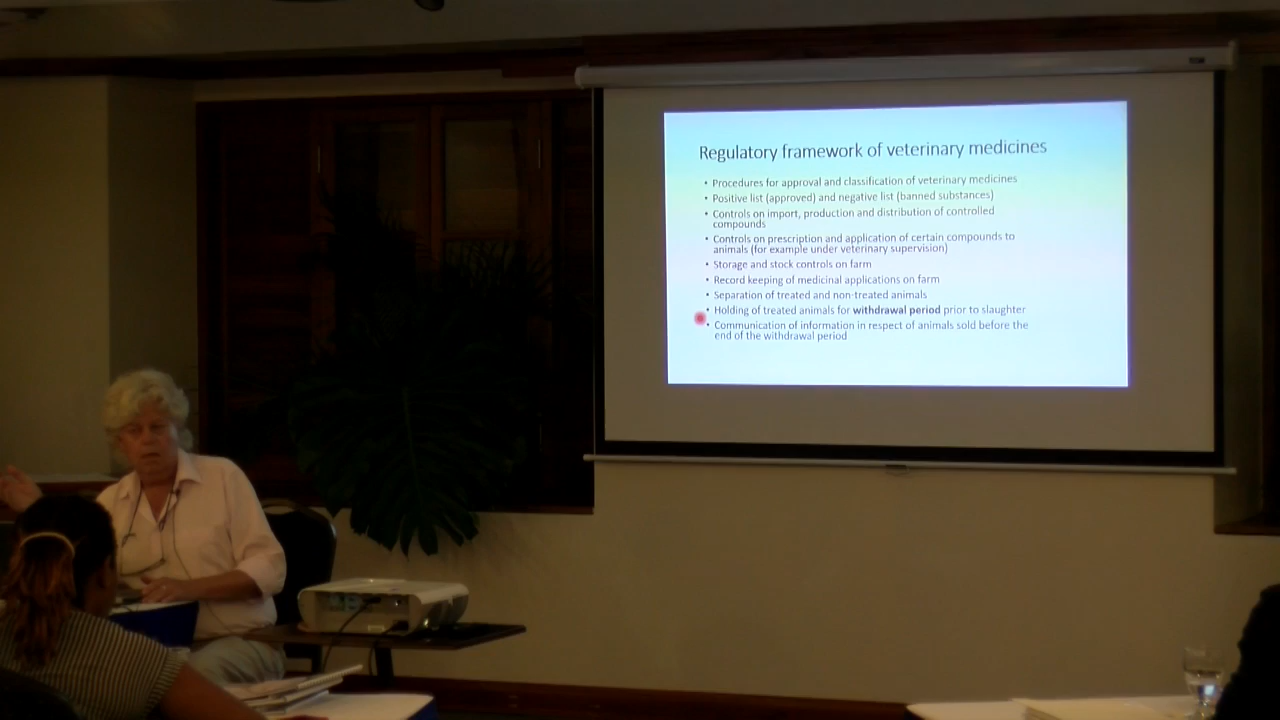 Regulatory framework of veterinary medicines
• Procedures for approval and classification of veterinary medicines
• Positive list (approved) and negative list (banned substances)
• Controls on import, production and distribution of controlled
compounds
• Controls on prescription and application of certain compounds to
animals (for example under veterinary supervision)
• Storage and stock controls on farm
• Record keeping of medicinal applications on farm
• Separation of treated and non-treated animals
• Holding of treated animals for withdrawal period prior to slaughter
• Communication of information in respect of animals sold before the
end of the withdrawal period